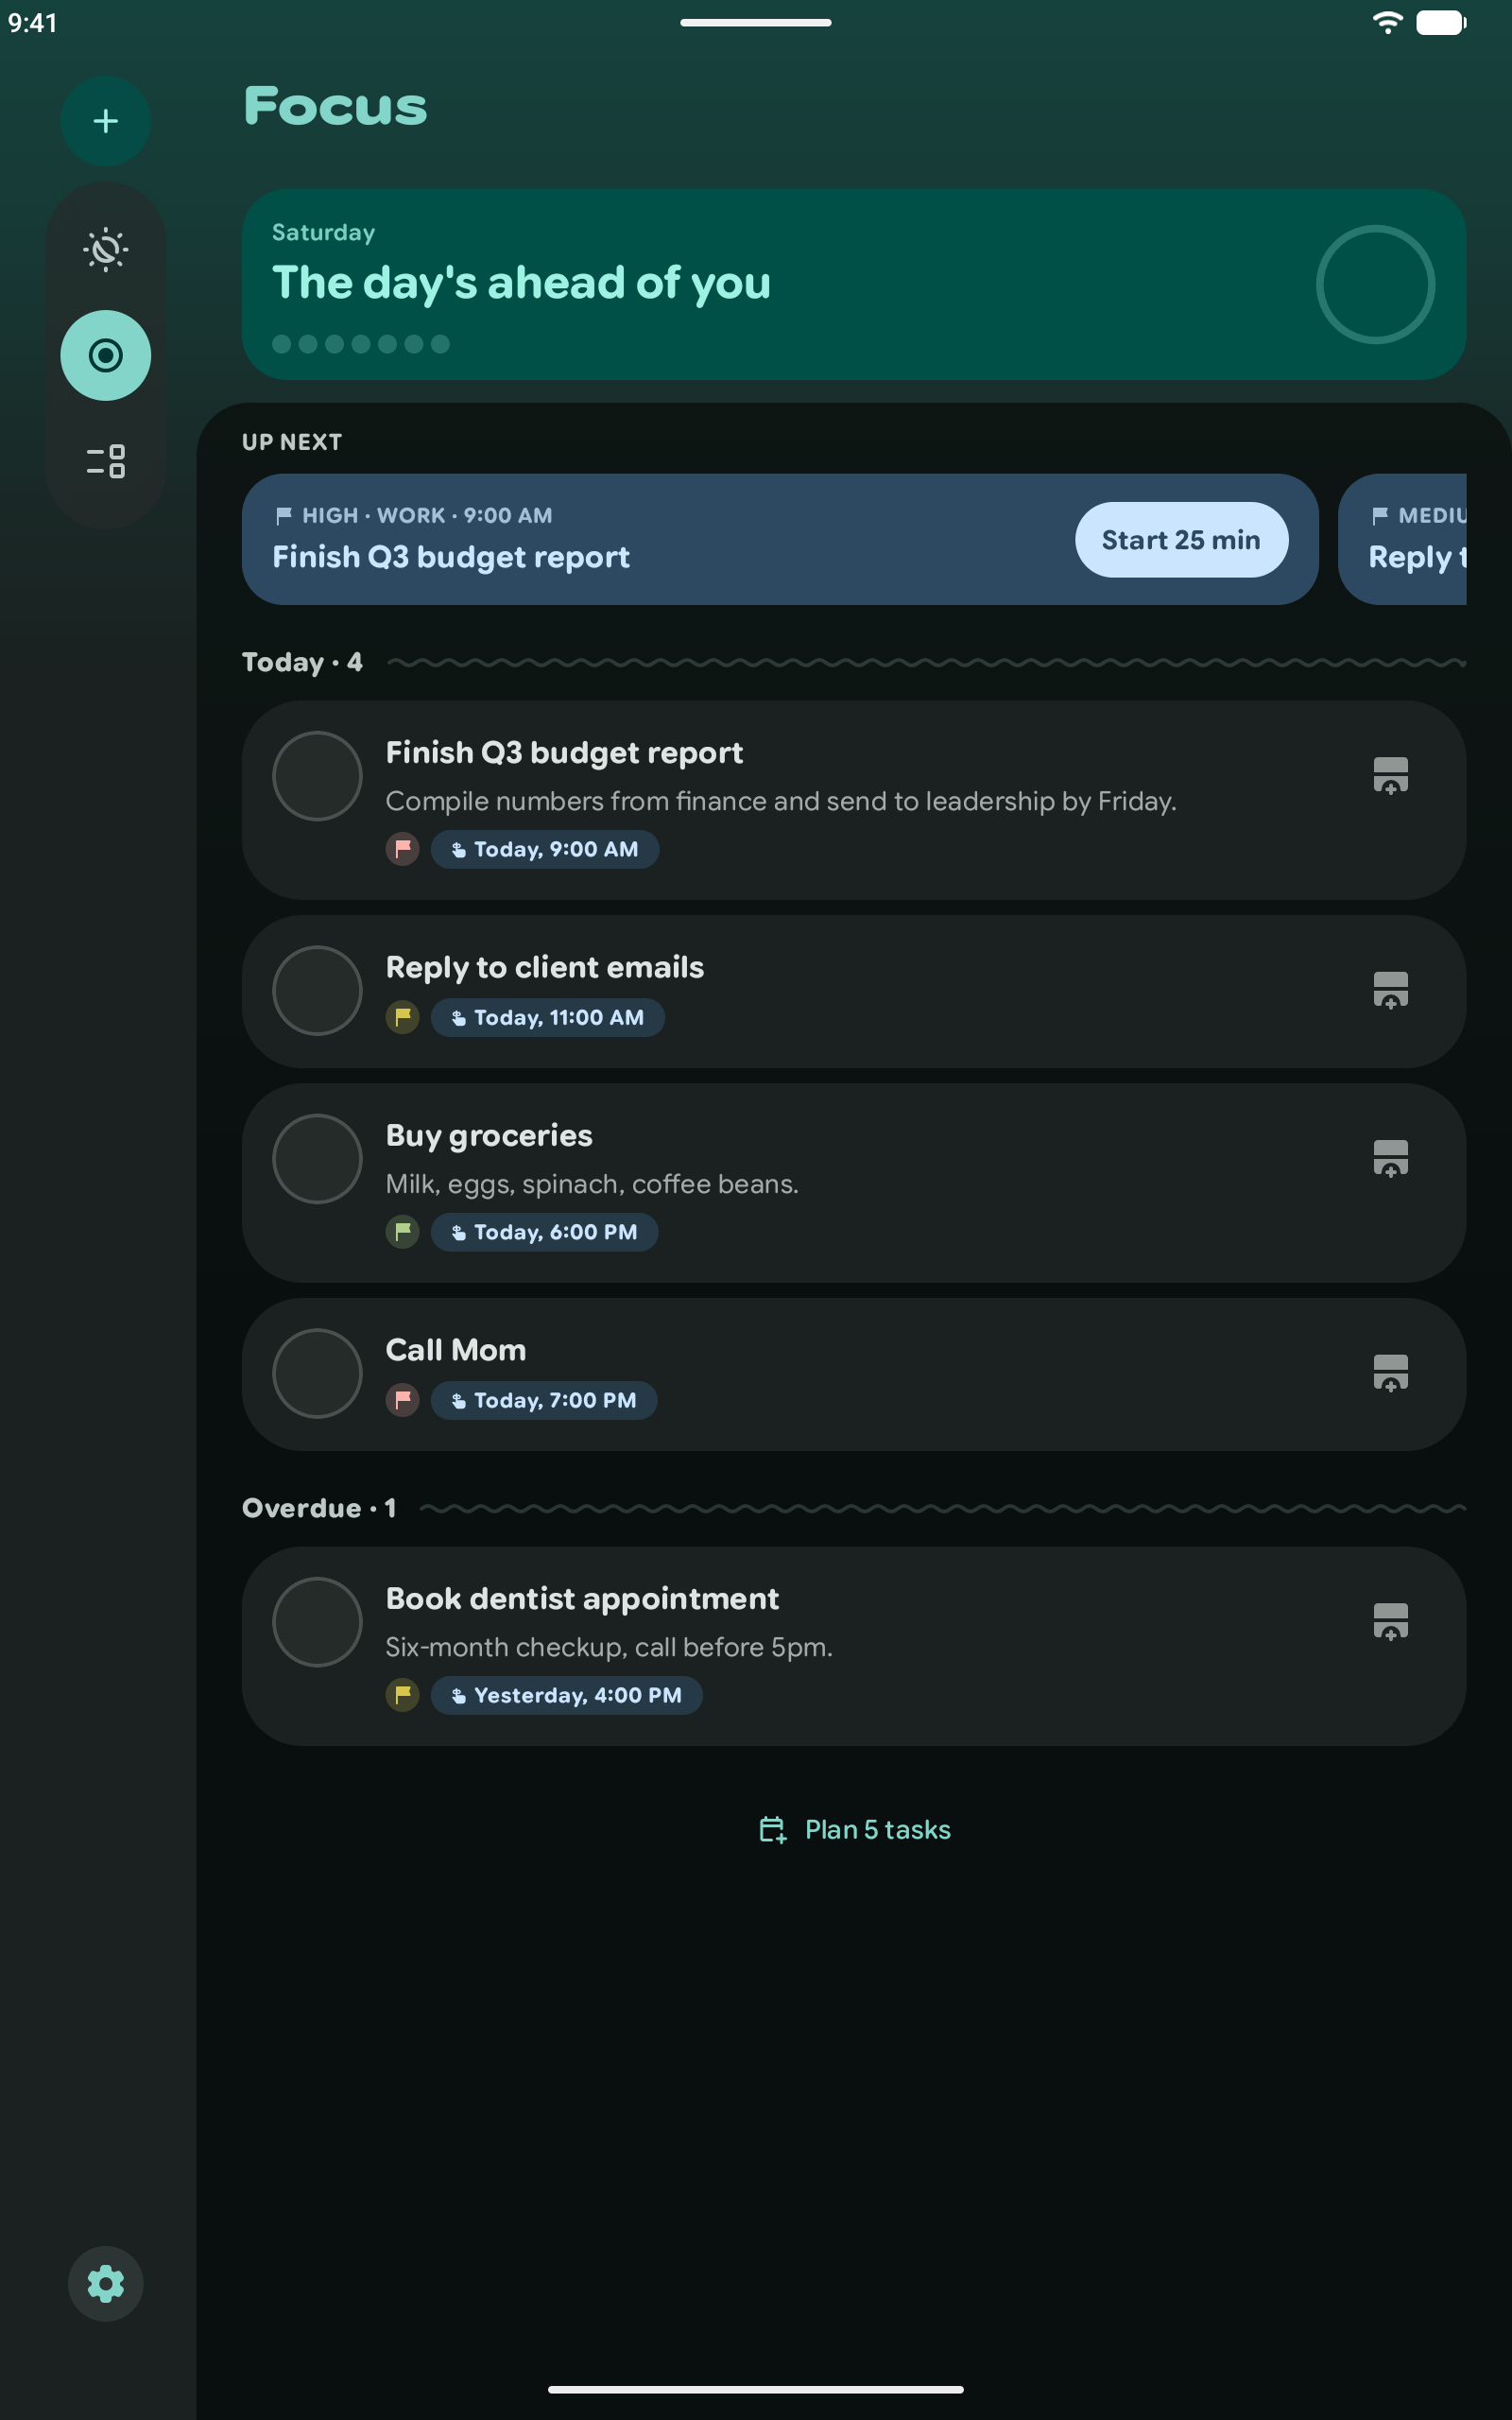 9:41
Focus
Saturday
The day's ahead of you
UP NEXT
HIGH · WORK · 9:00 AM
Finish Q3 budget report
Start 25 min
MEDIU
Reply t
Today · 4
Finish Q3 budget report
Compile numbers from finance and send to leadership by Friday.
Today, 9:00 AM
Reply to client emails
Today, 11:00 AM
Buy groceries
Milk, eggs, spinach, coffee beans.
Today, 6:00 PM
Call Mom
Today, 7:00 PM
Overdue · 1
Book dentist appointment
Six-month checkup, call before 5pm.
Yesterday, 4:00 PM
Plan 5 tasks